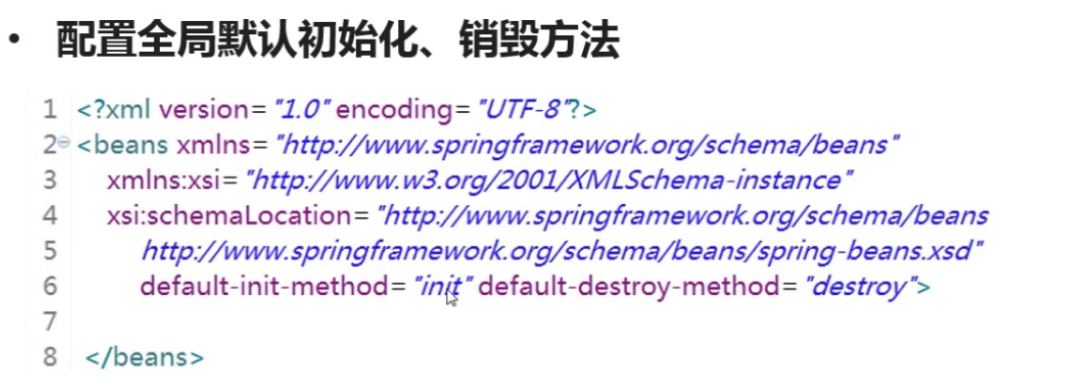 • 配置全局默认初始化、销毁方法
1 <?xml version="1.0" encoding="UTF-8"?>
2 <beans xmlns="http://www.springframework.org/schema/beans"
3 xmlns:xsi="http://www.w3.org/2001/XMLSchema-instance"
4 xsi:schemaLocation="http://www.springframework.org/schema/beans
5 http://www.springframework.org/schema/beans/spring-beans.xsd"
6 default-init-method="init" default-destroy-method="destroy">
7
8 </beans>